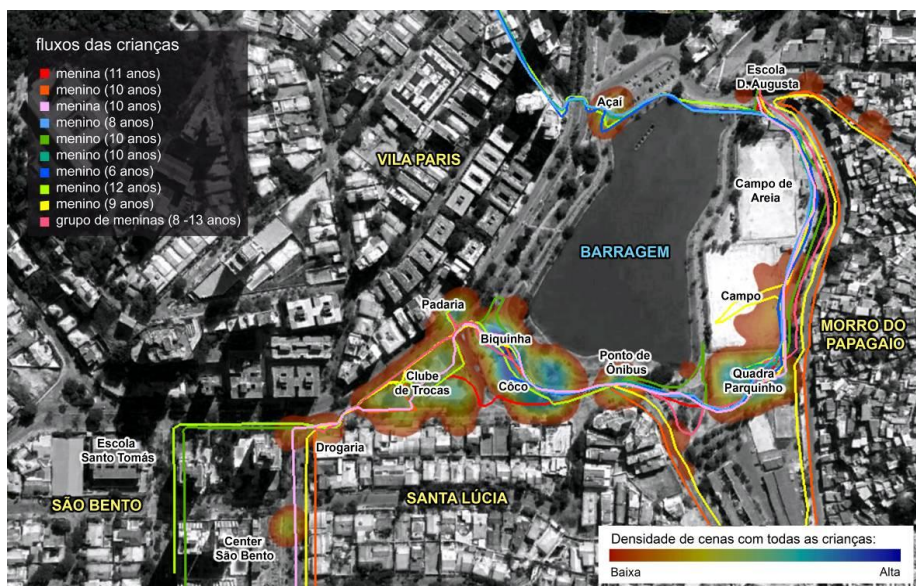 fluxos das crianças
menina (11 anos)
menino (10 anos)
menina (10 anos)
menino (8 anos)
menino (10 anos)
menino (10 anos)
menino (6 anos)
menino (12 anos)
menino (9 anos)
grupo de meninas (8 -13 anos)
Escola
D. Augusta
Açaí
VILA PARIS
Campo de
Areia
BARRAGEM
Campo
Padaria
MORRO DO
PAPAGAIO
Biquinha
Ponto de
Ônibus
Clube
de Trocas
Côco
Quadra
Parquinho
Escola
Santo Tomás
Drogaria
SÃO BENTO
SANTA LÚCIA
Center
São Bento
Densidade de cenas com todas as crianças:
Baixa
Alta